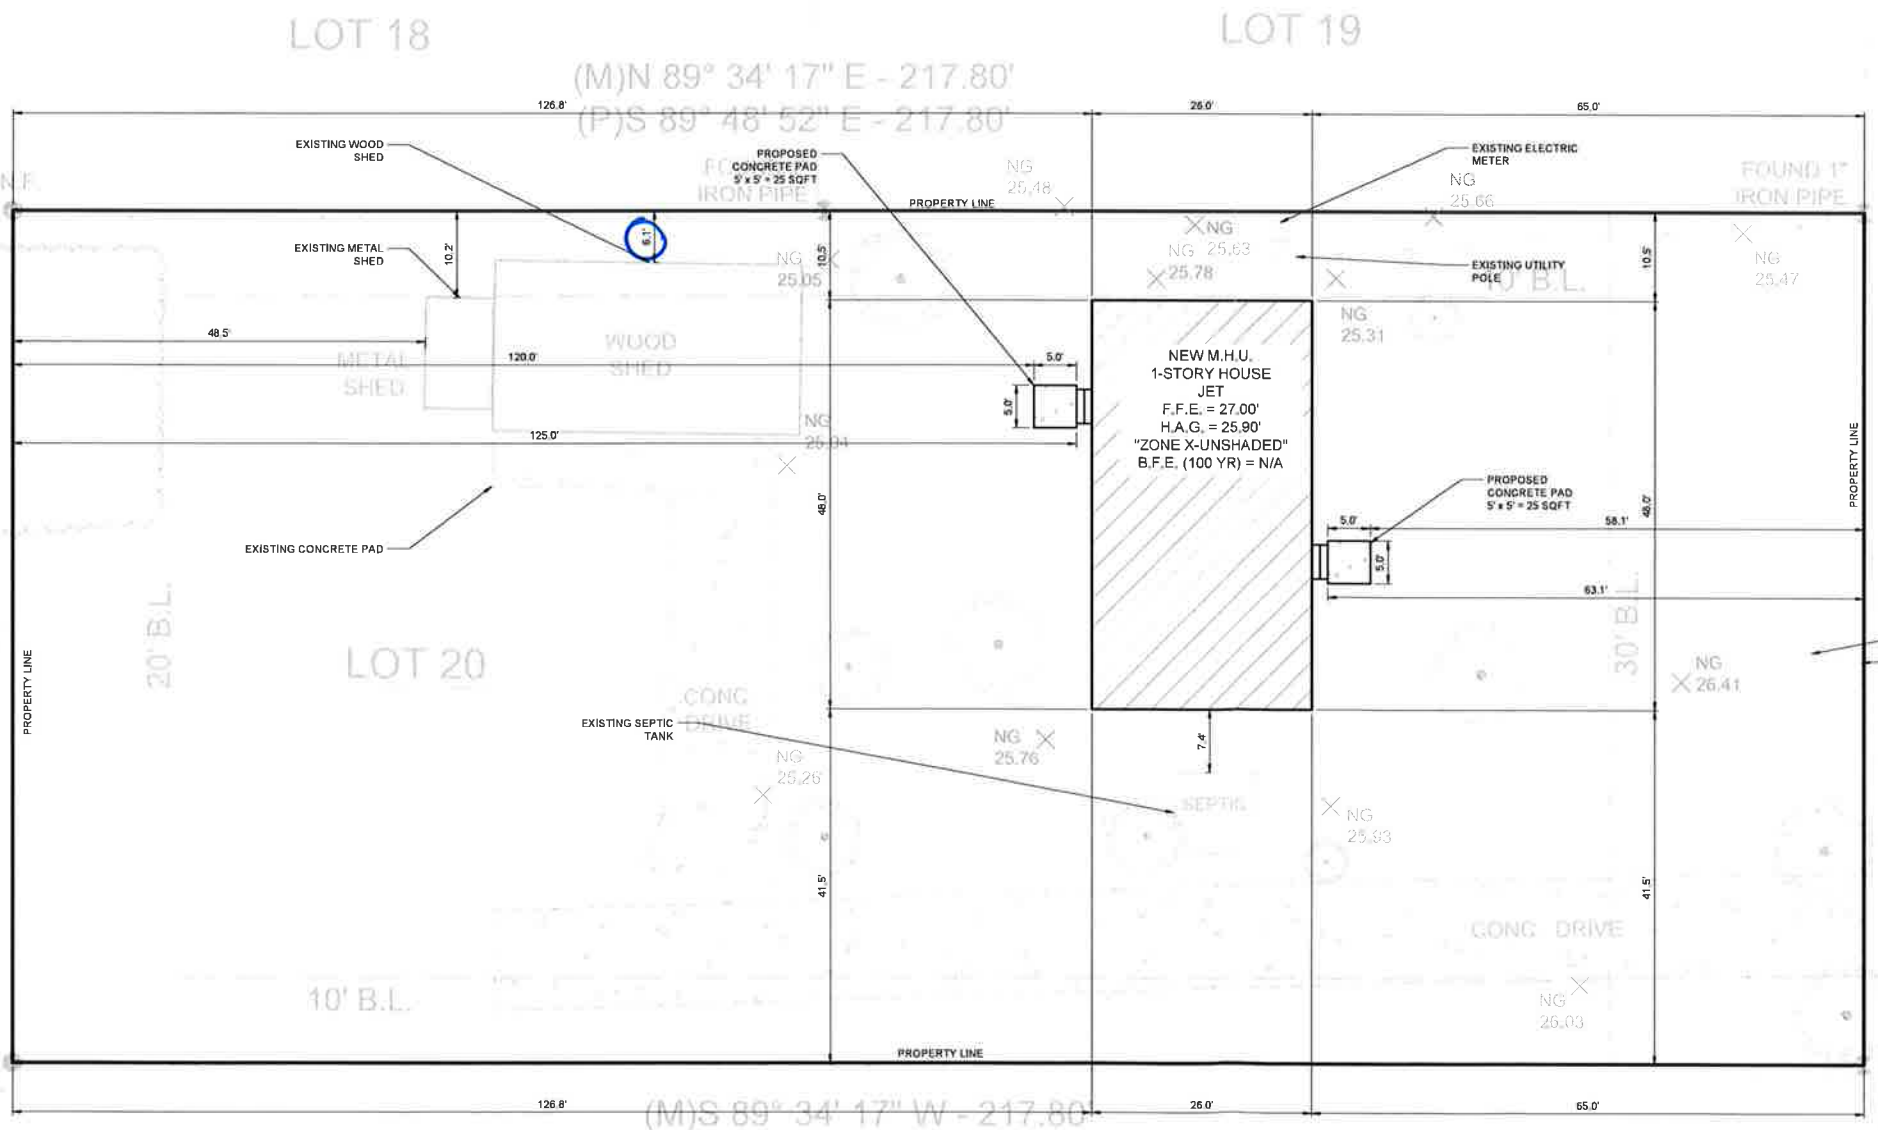 LOT 18
LOT 19
(M)N 89° 34' 17" E - 217.80'
126.8'
26.0'
65.0'
(P)S 89° 48' 52" E - 217.80'
EXISTING WOOD
SHED
PROPOSED
CONCRETE PAD
5' x 5' = 25 SQFT
EXISTING ELECTRIC
METER
NG
25.48
NG
25.66
FOUND 1"
IRON PIPE
IRON PIPE
PROPERTY LINE
EXISTING METAL
SHED
10.2'
6.1'
10.5'
NG
25.05
NG
25.63
NG
25.78
EXISTING UTILITY
POLE
10' B.L.
10.5'
NG
25.47
NG
25.31
48.5'
METAL
SHED
WOOD
SHED
120.0'
5.0'
5.0'
NEW M.H.U.
1-STORY HOUSE
JET
F.F.E. = 27.00'
H.A.G. = 25.90'
"ZONE X-UNSHADED"
B.F.E. (100 YR) = N/A
NG
125.0'
48.0'
PROPOSED
CONCRETE PAD
5' x 5' = 25 SQFT
48.0'
PROPERTY LINE
5.0'
58.1'
5.0'
63.1'
EXISTING CONCRETE PAD
20' B.L.
30' B.L.
LOT 20
PROPERTY LINE
NG
26.41
CONC
DRIVE
EXISTING SEPTIC
TANK
NG
25.76
7.4'
NG
25.26
SEPTIC
NG
25.93
41.5'
41.5'
CONC DRIVE
10' B.L.
NG
26.03
PROPERTY LINE
126.8'
(M)S 89° 34' 17" W - 217.80'
26.0'
65.0'